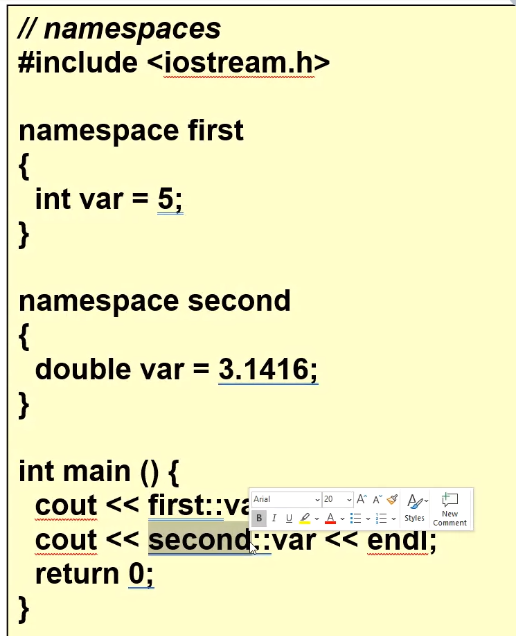 // namespaces
#include <iostream.h>
namespace first
{
int var = 5;
}
namespace second
{
double var = 3.1416;
}
int main () {
cout << first::va
Arial 20 A A A
B I U A Styles New Comment
cout << second::var << endl;
return 0;
}